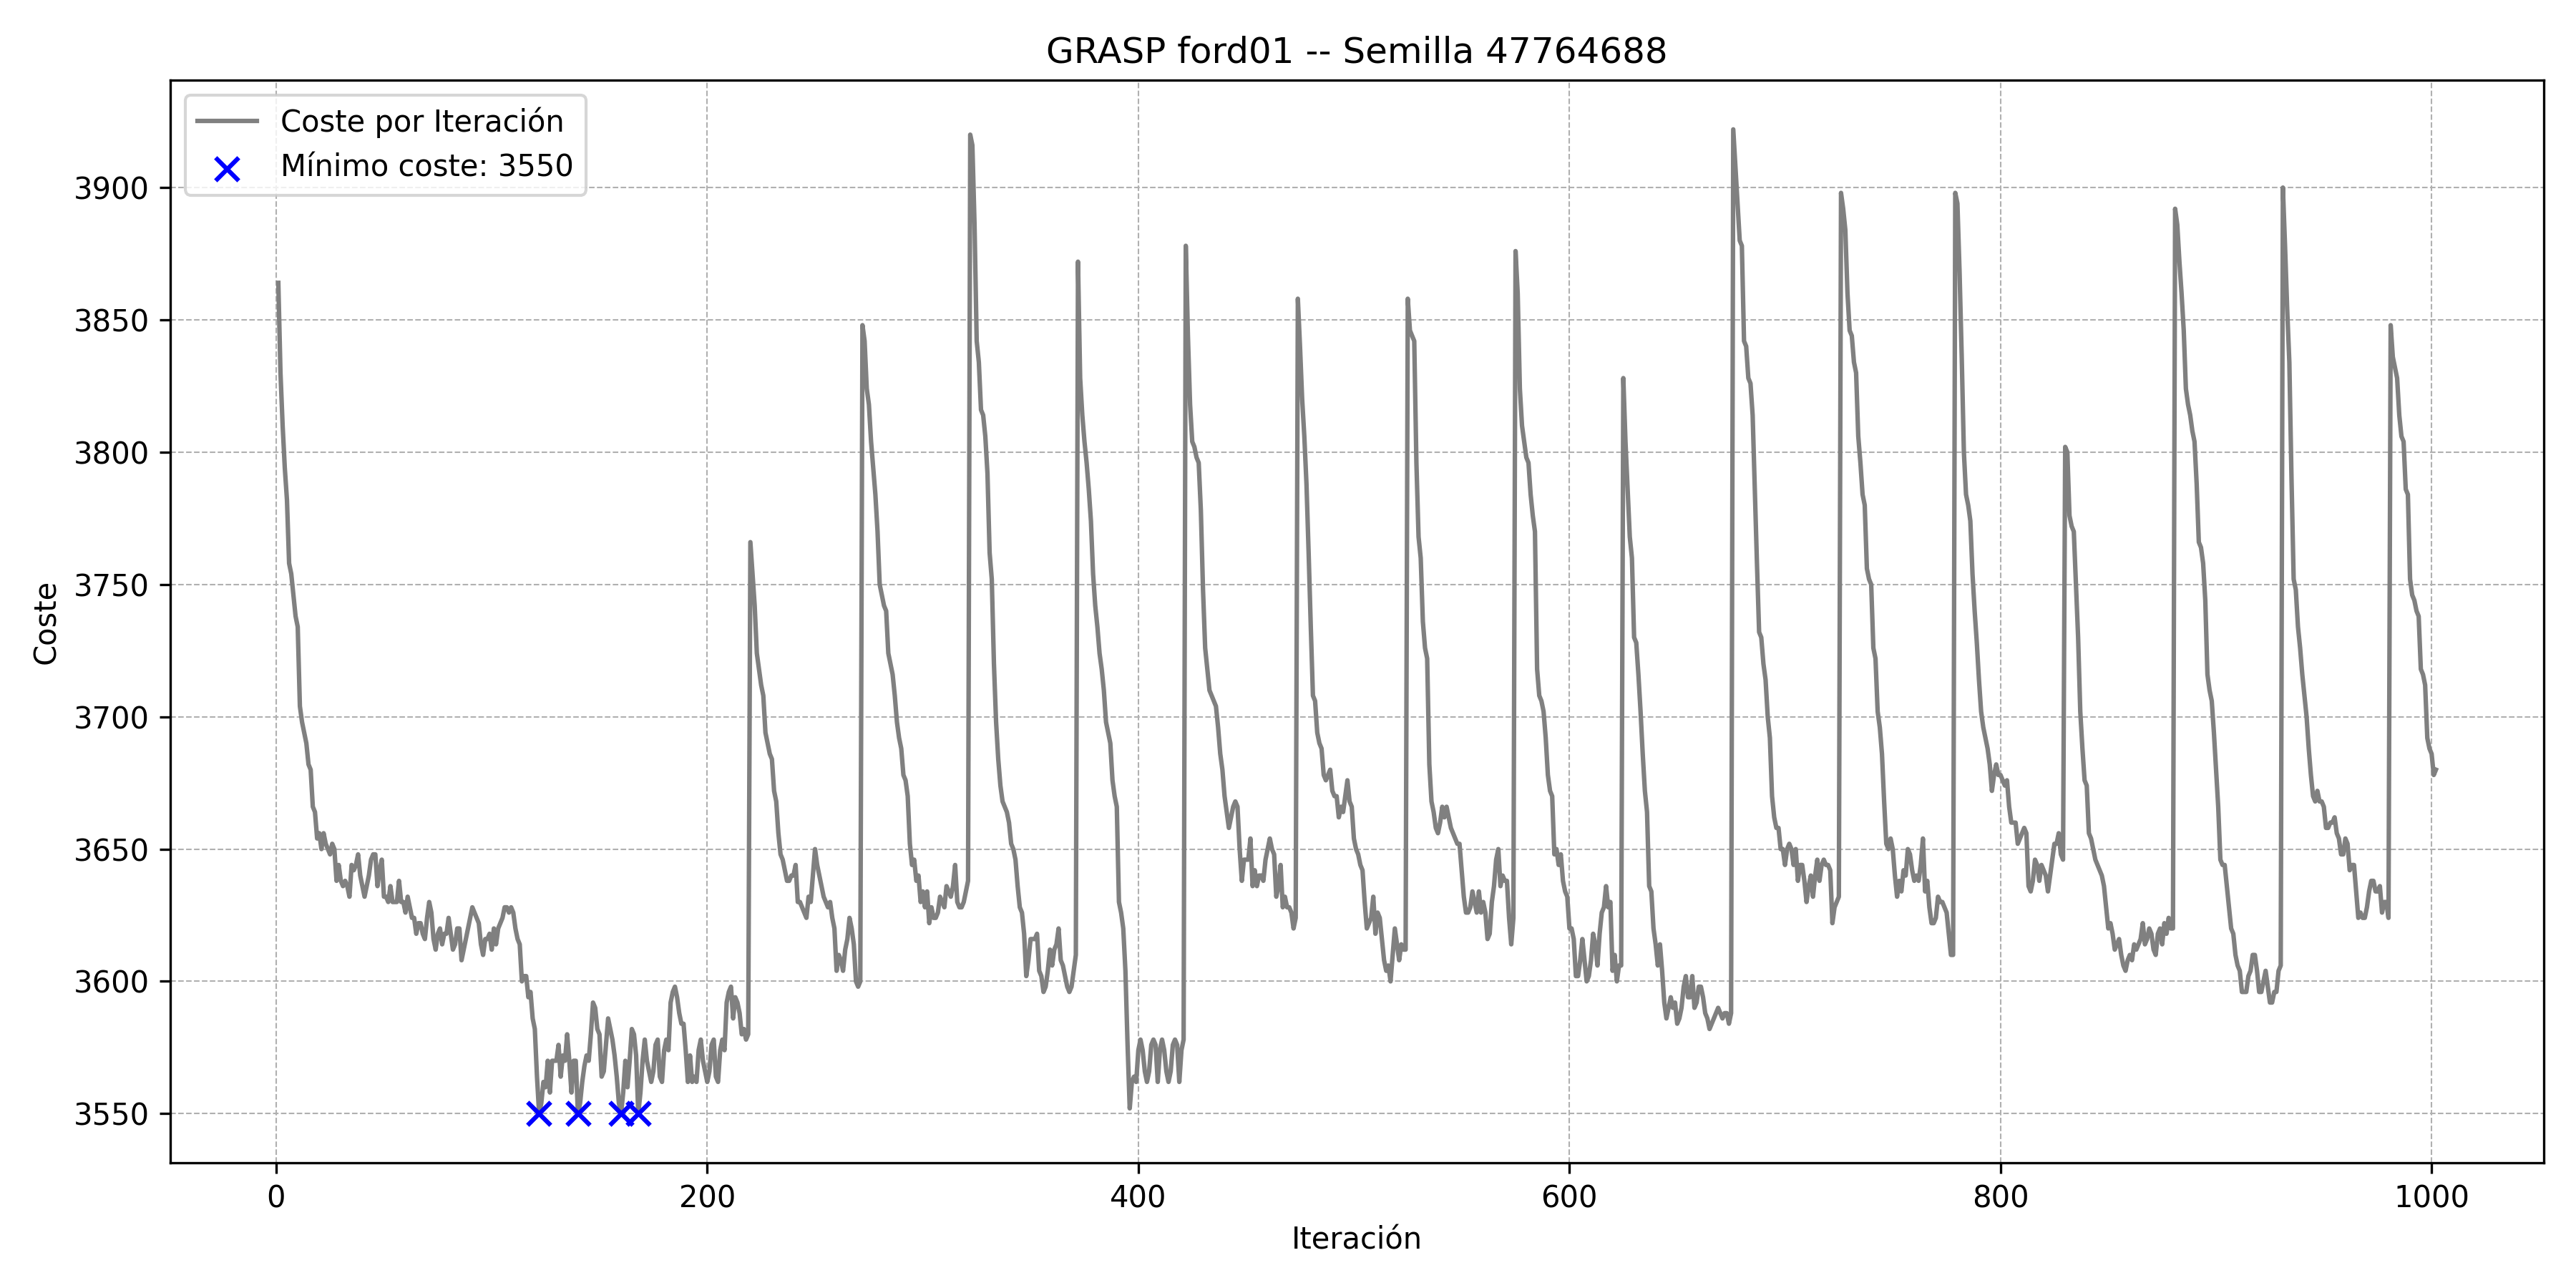 GRASP ford01 -- Semilla 47764688
Coste por Iteración
Mínimo coste: 3550
3900
3850
3800
3750
3700
3650
3600
3550
Coste
0
200
400
600
800
1000
Iteración